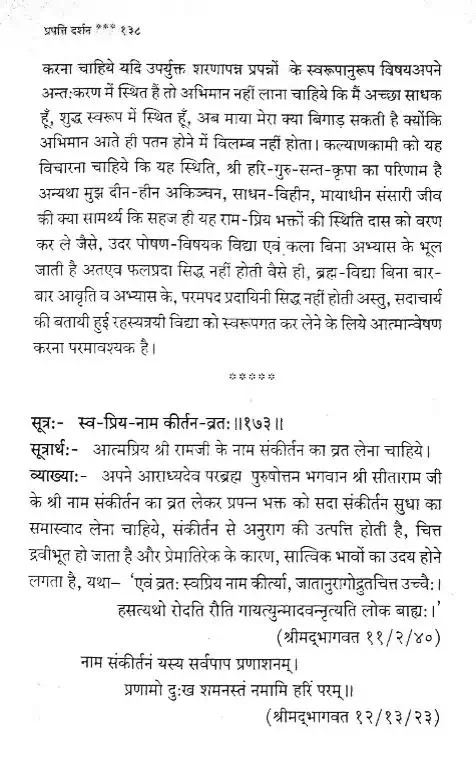 प्रपत्ति दर्शन *** १३८
करना चाहिये यदि उपर्युक्त शरणापन्न प्रपन्नों के स्वरूपानुरूप विषयअपने
अन्त:करण में स्थित हैं तो अभिमान नहीं लाना चाहिये कि मैं अच्छा साधक
हूँ, शुद्ध स्वरूप में स्थित हूँ, अब माया मेरा क्या बिगाड़ सकती है क्योंकि
अभिमान आते ही पतन होने में विलम्ब नहीं होता। कल्याणकामी को यह
विचारना चाहिये कि यह स्थिति, श्री हरि-गुरु-सन्त-कृपा का परिणाम है
अन्यथा मुझ दीन-हीन अकिञ्चन, साधन-विहीन, मायाधीन संसारी जीव
की क्या सामर्थ्य कि सहज ही यह राम-प्रिय भक्तों की स्थिति दास को वरण
कर ले जैसे, उदर पोषण-विषयक विद्या एवं कला बिना अभ्यास के भूल
जाती है अतएव फलप्रदा सिद्ध नहीं होती वैसे ही, ब्रह्म-विद्या बिना बार-
बार आवृति व अभ्यास के, परमपद प्रदायिनी सिद्ध नहीं होती अस्तु, सदाचार्य
की बतायी हुई रहस्यत्रयी विद्या को स्वरूपगत कर लेने के लिये आत्मान्वेषण
करना परमावश्यक है।
*****
सूत्र:- स्व-प्रिय-नाम कीर्तन-व्रत:॥१७३॥
सूत्रार्थ:- आत्मप्रिय श्री रामजी के नाम संकीर्तन का व्रत लेना चाहिये।
व्याख्या:- अपने आराध्यदेव परब्रह्म पुरुषोत्तम भगवान श्री सीताराम जी
के श्री नाम संकीर्तन का व्रत लेकर प्रपन्न भक्त को सदा संकीर्तन सुधा का
समास्वाद लेना चाहिये, संकीर्तन से अनुराग की उत्पत्ति होती है, चित्त
द्रवीभूत हो जाता है और प्रेमातिरेक के कारण, सात्विक भावों का उदय होने
लगता है, यथा- 'एवं व्रत: स्वप्रिय नाम कीर्त्या, जातानुरागोद्रुतचित्त उच्चै:।
हसत्यथो रोदति रौति गायत्युन्मादवन्नृत्यति लोक बाह्य:।'
(श्रीमद्भागवत ११/२/४०)
नाम संकीर्तनं यस्य सर्वपाप प्रणाशनम्।
प्रणामो दु:ख शमनस्तं नमामि हरिं परम्॥
(श्रीमदभागवत १२/१३/२३)